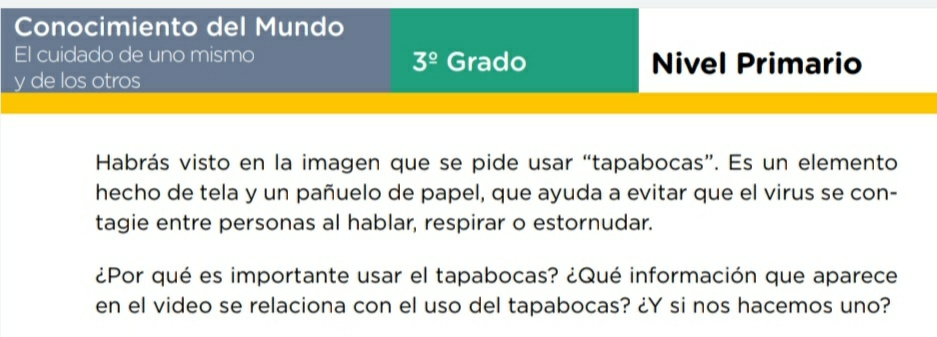 Conocimiento del Mundo
El cuidado de uno mismo
y de los otros
3º Grado
Nivel Primario
Habrás visto en la imagen que se pide usar “tapabocas”. Es un elemento
hecho de tela y un pañuelo de papel, que ayuda a evitar que el virus se con-
tagie entre personas al hablar, respirar o estornudar.
¿Por qué es importante usar el tapabocas? ¿Qué información que aparece
en el video se relaciona con el uso del tapabocas? ¿Y si nos hacemos uno?